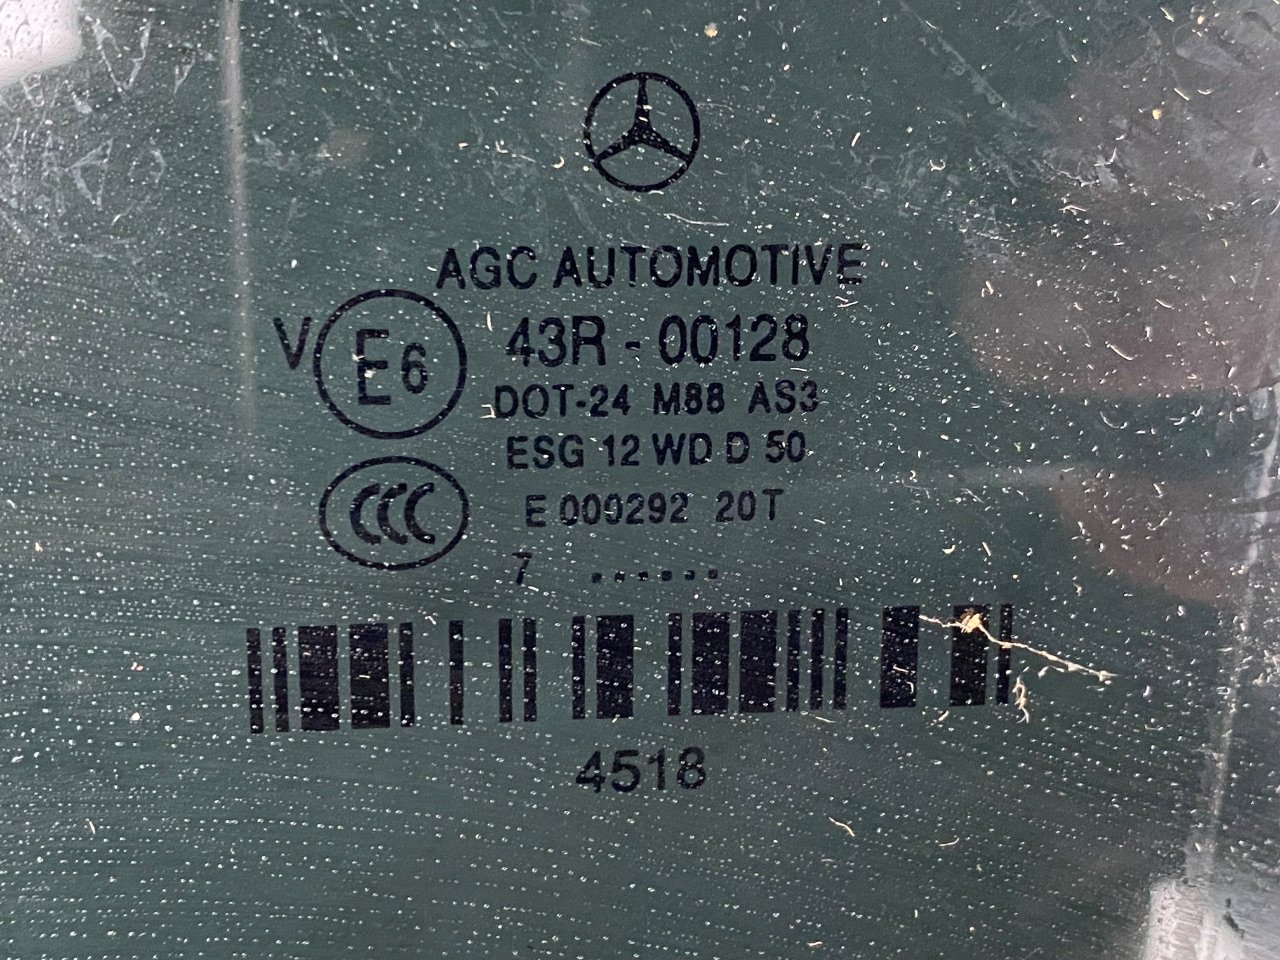 AGC AUTOMOTIVE
V E6 43R - 00128
DOT-24 M88 AS3
ESG 12 WD D 50
CCC E 000292 20T
7 ......
4518